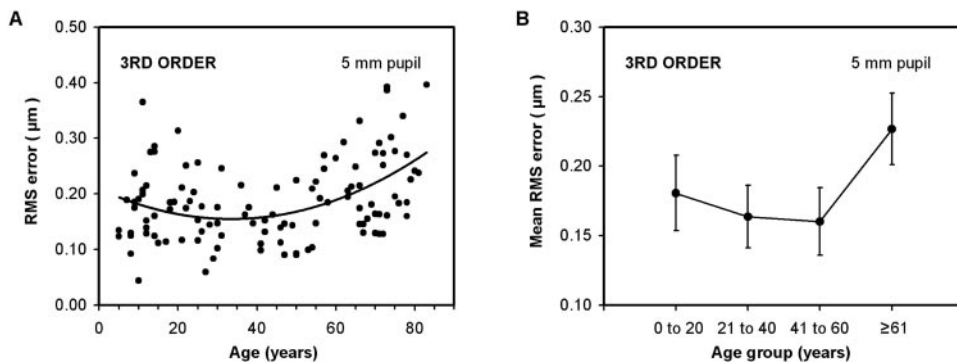 A
0.50
0.40
0.30
0.20
0.10
0.00
RMS error ( µm )
3RD ORDER
5 mm pupil
0
20
40
60
80
Age (years)
B
0.30
0.25
0.20
0.15
0.10
Mean RMS error ( µm )
3RD ORDER
5 mm pupil
0 to 20
21 to 40
41 to 60
≥61
Age group (years)